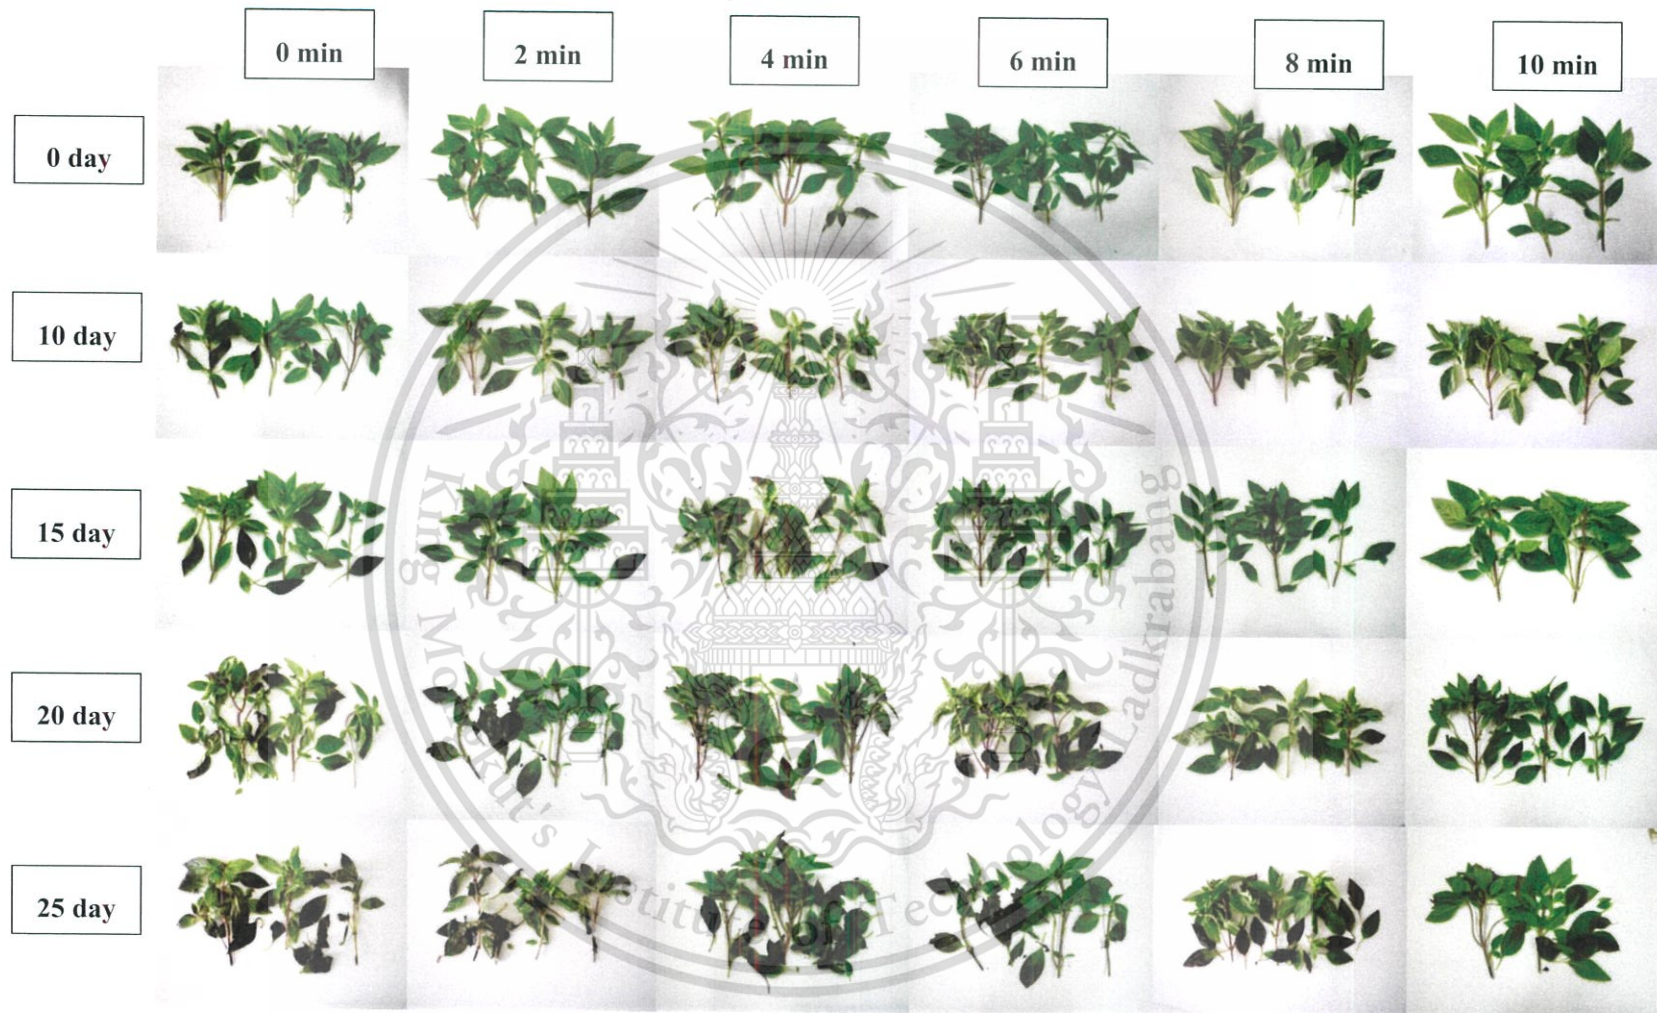 0 min 2 min 4 min 6 min 8 min 10 min
0 day
10 day
15 day
20 day
25 day
King Mongkut's Institute of Technology Ladkrabang